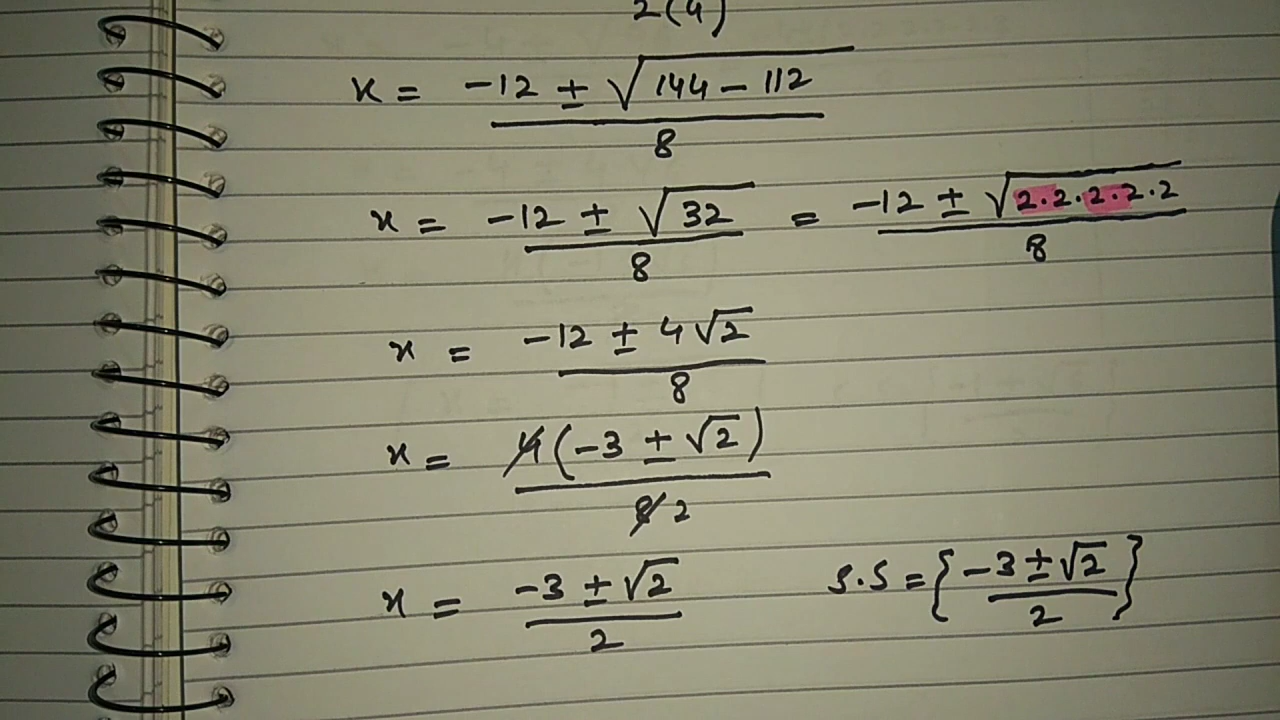 2(4)
x = (-12 ± √(144 - 112))/8
x = (-12 ± √32)/8 = (-12 ± √(2.2.2.2.2))/8
x = (-12 ± 4√2)/8
x = 4(-3 ± √2)/8 2
x = (-3 ± √2)/2 S.S = {(-3 ± √2)/2}